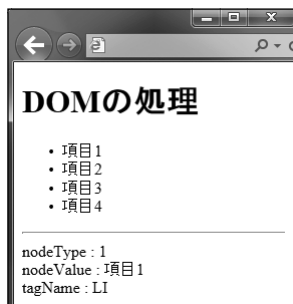 DOMの処理
• 項目1
• 項目2
• 項目3
• 項目4
nodeType : 1
nodeValue : 項目1
tagName : LI